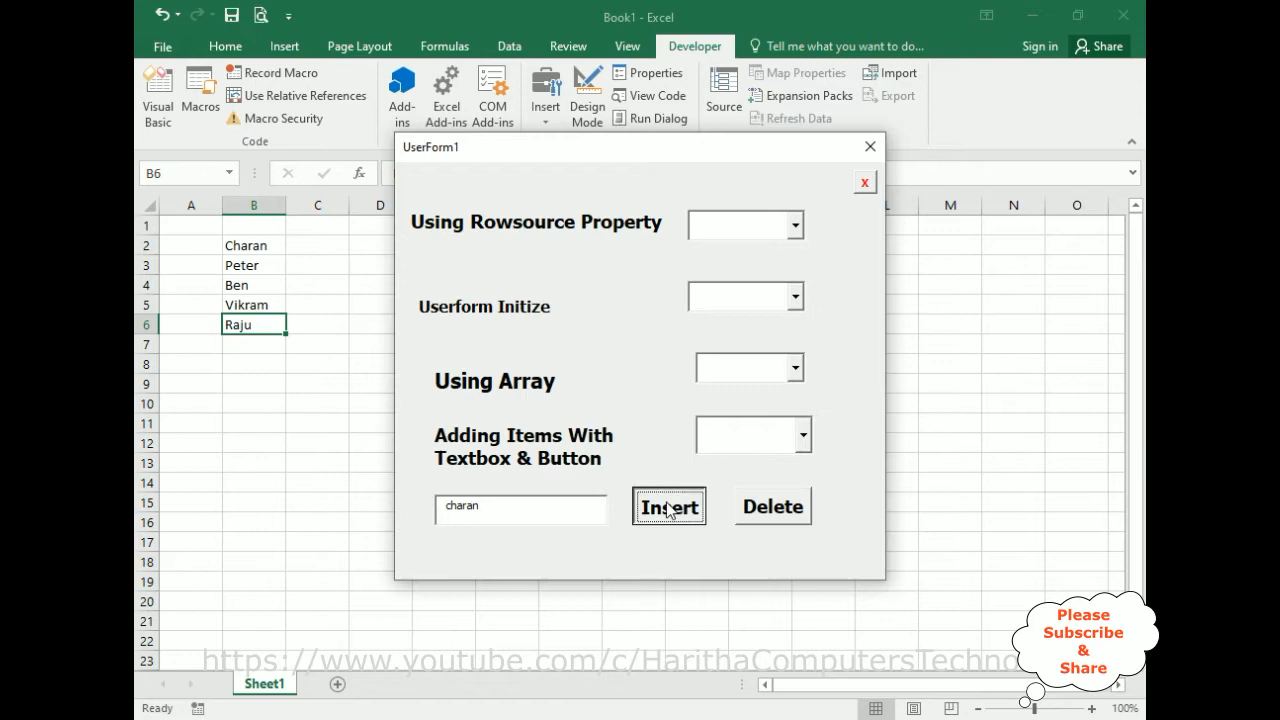 Book1 - Excel
File Home Insert Page Layout Formulas Data Review View Developer Tell me what you want to do... Sign in Share
Visual Basic
Macros
Record Macro
Use Relative References
Macro Security
Code
Add-ins
Excel Add-ins
COM Add-ins
Insert
Design Mode
Properties
View Code
Run Dialog
Source
Map Properties
Expansion Packs
Refresh Data
Import
Export
B6
fx
UserForm1
x
Using Rowsource Property
Userform Initize
Using Array
Adding Items With
Textbox & Button
charan
Insert
Delete
A B C D L M N O
1
2 Charan
3 Peter
4 Ben
5 Vikram
6 Raju
7
8
9
10
11
12
13
14
15
16
17
18
19
20
21
22
23
Please
Subscribe
&
Share
https://www.youtube.com/c/HarithaComputersTechno
Sheet1
Ready
100%